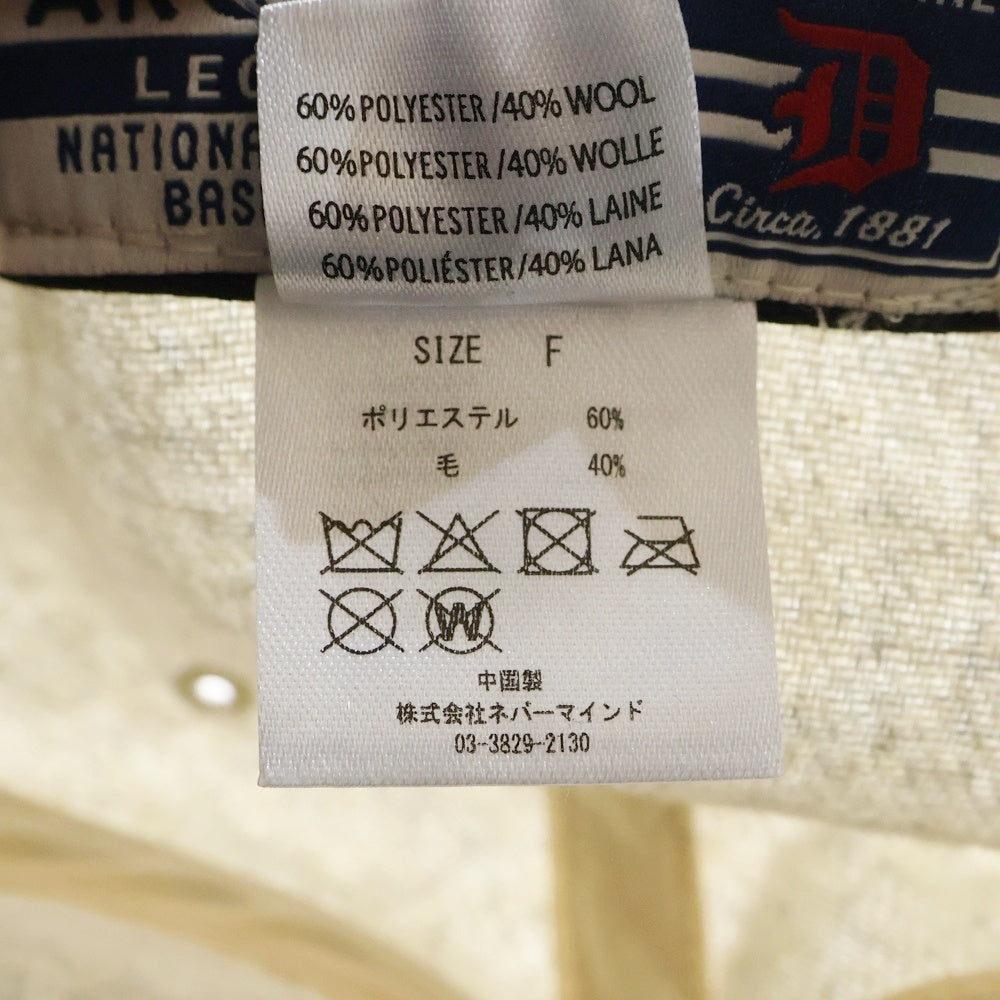 LEG
NATIONA
BAS
60% POLYESTER/40% WOOL
60% POLYESTER/40% WOLLE
60% POLYESTER/40% LAINE
60% POLIÉSTER/40% LANA
D
Circa, 1881
SIZE F
ポリエステル 60%
毛 40%
W
中国製
株式会社ネバーマインド
03-3829-2130